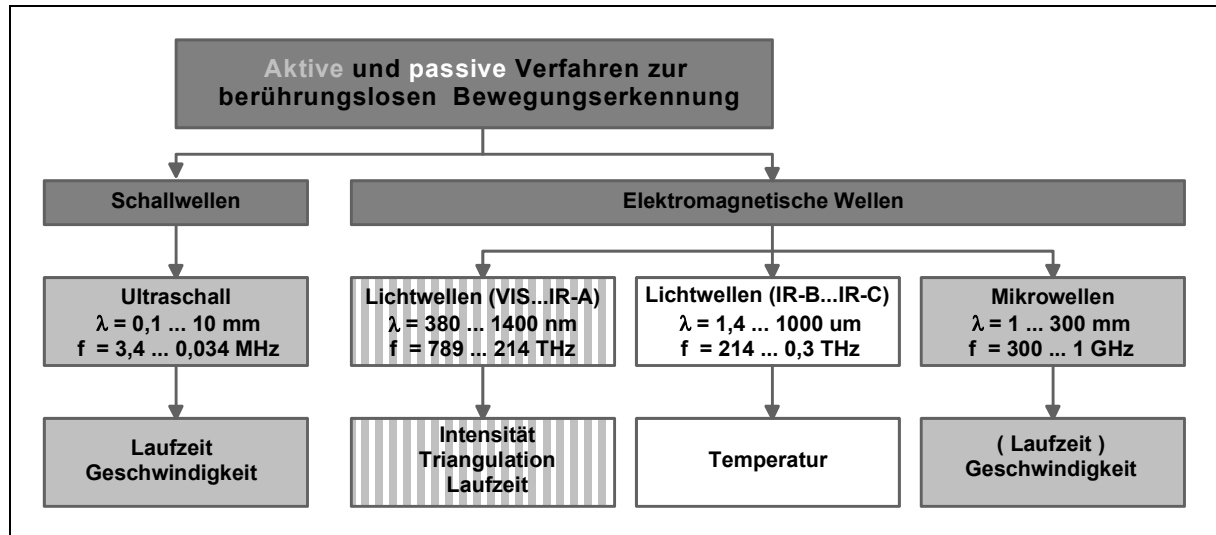 Aktive und passive Verfahren zur
berührungslosen Bewegungserkennung
Schallwellen
Elektromagnetische Wellen
Ultraschall
λ = 0,1 ... 10 mm
f = 3,4 ... 0,034 MHz
Lichtwellen (VIS...IR-A)
λ = 380 ... 1400 nm
f = 789 ... 214 THz
Lichtwellen (IR-B...IR-C)
λ = 1,4 ... 1000 um
f = 214 ... 0,3 THz
Mikrowellen
λ = 1 ... 300 mm
f = 300 ... 1 GHz
Laufzeit
Geschwindigkeit
Intensität
Triangulation
Laufzeit
Temperatur
( Laufzeit )
Geschwindigkeit